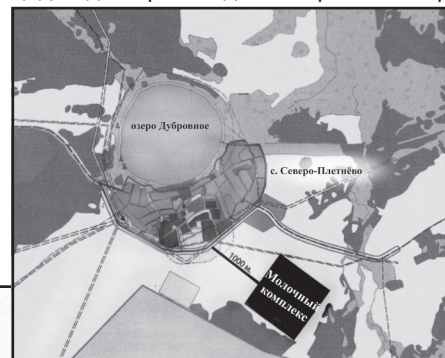 озеро Дубровное
с. Северо-Плетнёво
1000 м.
Молочный
комплекс